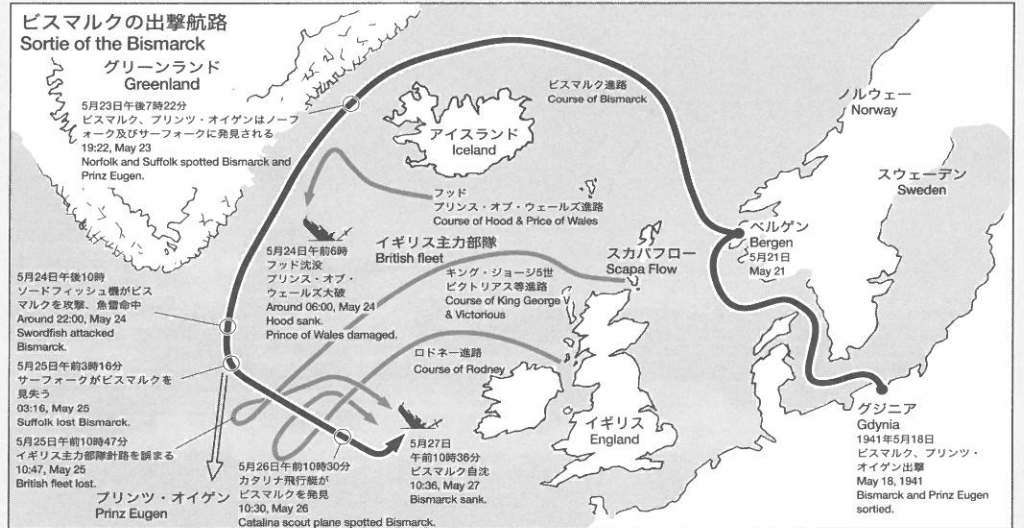 ビスマルクの出撃航路
Sortie of the Bismarck
グリーンランド
Greenland
5月23日午後7時22分
ビスマルク、プリンツ・オイゲンはノーフ
ォーク及びサーフォークに発見される
19:22, May 23
Norfolk and Suffolk spotted Bismarck and
Prinz Eugen.
アイスランド
Iceland
ビスマルク進路
Course of Bismarck
ノルウェー
Norway
スウェーデン
Sweden
フッド
プリンス・オブ・ウェールズ進路
Course of Hood & Price of Wales
イギリス主力部隊
British fleet
スカパフロー
Scapa Flow
ベルゲン
Bergen
5月21日
May 21
5月24日午前6時
フッド沈没
プリンス・オブ・
ウェールズ大破
Around 06:00, May 24
Hood sank.
Prince of Wales damaged.
キング・ジョージ5世
ビクトリアス等進路
Course of King George V
& Victorious
5月24日午後10時
ソードフィッシュ機がビス
マルクを攻撃、魚雷命中
Around 22:00, May 24
Swordfish attacked
Bismarck.
ロドネー進路
Course of Rodney
5月25日午前3時16分
サーフォークがビスマルクを
見失う
03:16, May 25
Suffolk lost Bismarck.
5月25日午前10時47分
イギリス主力部隊針路を誤まる
10:47, May 25
British fleet lost.
プリンツ・オイゲン
Prinz Eugen
5月26日午前10時30分
カタリナ飛行艇が
ビスマルクを発見
10:30, May 26
Catalina scout plane spotted Bismarck.
5月27日
午前10時36分
ビスマルク自沈
10:36, May 27
Bismarck sank.
イギリス
England
グジニア
Gdynia
1941年5月18日
ビスマルク、プリンツ・
オイゲン出撃
May 18, 1941
Bismarck and Prinz Eugen
sortied.